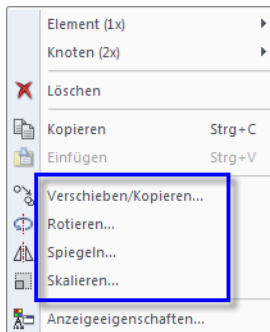 Element (1x)
Knoten (2x)
Löschen
Kopieren Strg+C
Einfügen Strg+V
Verschieben/Kopieren...
Rotieren...
Spiegeln...
Skalieren...
Anzeigeeigenschaften...